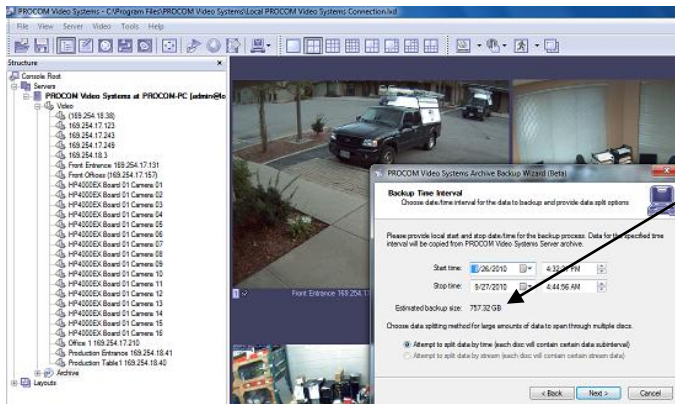 PROCOM Video Systems - C:\Program Files\PROCOM Video Systems\Local PROCOM Video Systems Connection.lxd
File View Server Video Tools Help
Structure
Console Root
Servers
PROCOM Video Systems at PROCOM-PC [admin@lo
Video
(169.254.18.38)
169.254.17.123
169.254.17.243
169.254.17.249
169.254.18.3
Front Entrance 169.254.17.131
Front Offices (169.254.17.157)
HP4000EX Board 01 Camera 01
HP4000EX Board 01 Camera 02
HP4000EX Board 01 Camera 03
HP4000EX Board 01 Camera 04
HP4000EX Board 01 Camera 05
HP4000EX Board 01 Camera 06
HP4000EX Board 01 Camera 07
HP4000EX Board 01 Camera 08
HP4000EX Board 01 Camera 09
HP4000EX Board 01 Camera 10
HP4000EX Board 01 Camera 11
HP4000EX Board 01 Camera 12
HP4000EX Board 01 Camera 13
HP4000EX Board 01 Camera 14
HP4000EX Board 01 Camera 15
HP4000EX Board 01 Camera 16
Office 1 169.254.17.210
Production Entrance 169.254.18.41
Production Table1 169.254.18.40
Archive
Layouts
1
Front Entrance 169.254.1
PROCOM Video Systems Archive Backup Wizard (Beta)
Backup Time Interval
Choose date/time interval for the data to backup and provide data split options
Please provide local start and stop date/time for the backup process. Data for the specified time
interval will be copied from PROCOM Video Systems Server archive.
Start time: /26/2010 PM
Stop time: 9/27/2010 4:44:56 AM
Estimated backup size: 757.32 GB
Choose data splitting method for large amounts of data to span through multiple discs.
Attempt to split data by time (each disc will contain certain data subinterval)
Attempt to split data by stream (each disc will contain certain stream data)
< Back Next > Cancel